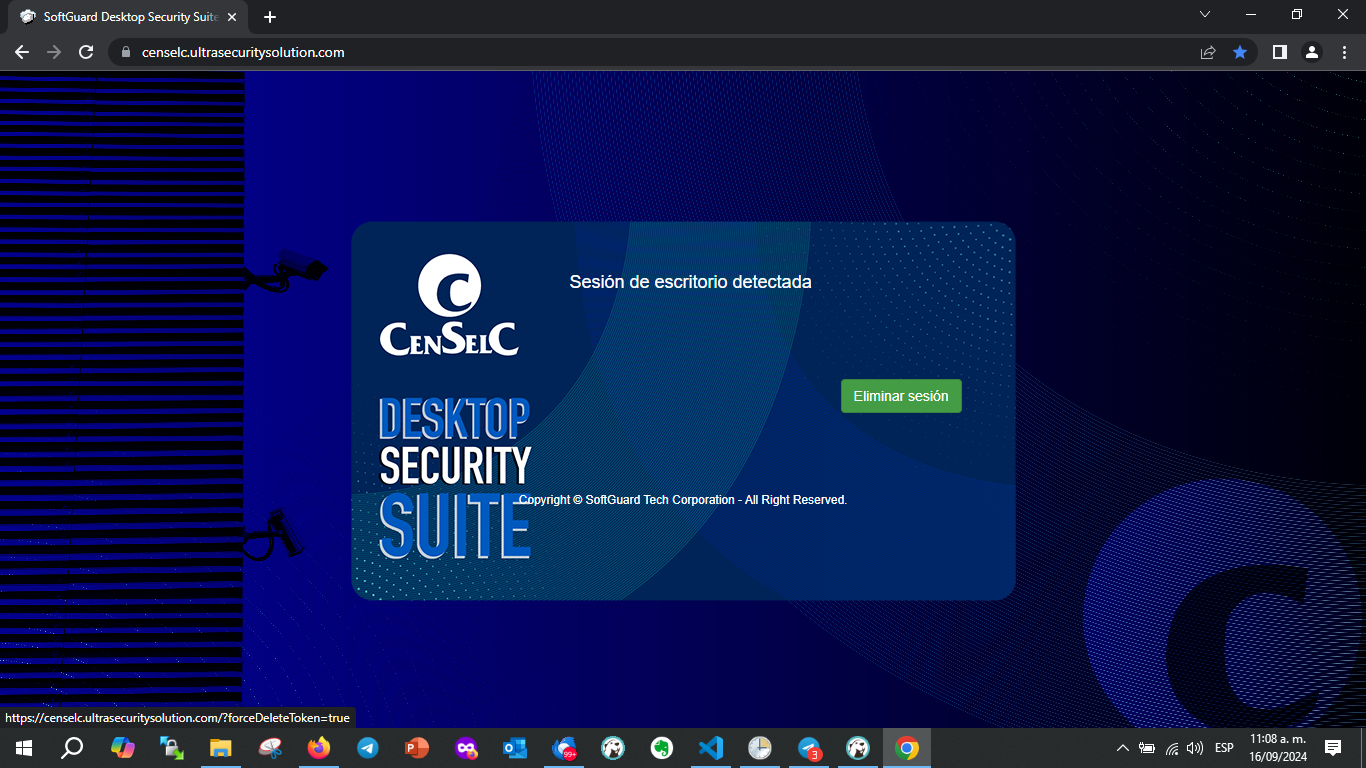 SoftGuard Desktop Security Suite
censelc.ultrasecuritysolution.com
C
CENSELC
Sesión de escritorio detectada
Eliminar sesión
DESKTOP
SECURITY
SUITE
Copyright © SoftGuard Tech Corporation - All Right Reserved.
C
https://censelc.ultrasecuritysolution.com/?forceDeleteToken=true
99+
3
ESP
11:08 a. m.
16/09/2024